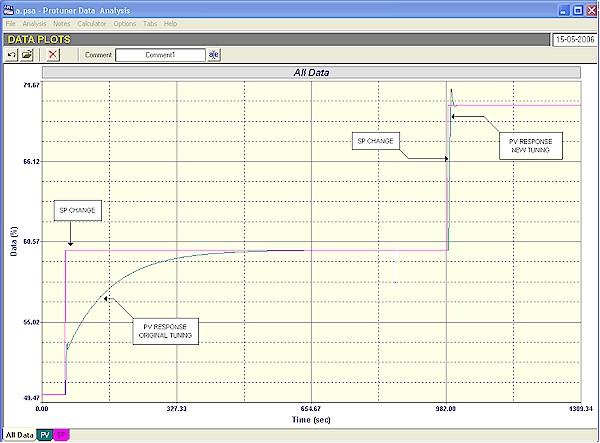 a.psa - Protuner Data Analysis
File Analysis Notes Calculator Options Tabs Help
DATA PLOTS
15-05-2006
Comment
Comment1
All Data
71.67
66.12
60.57
55.02
49.47
Data (%)
SP CHANGE
PV RESPONSE
NEW TUNING
SP CHANGE
PV RESPONSE
ORIGINAL TUNING
0.00 327.33 654.67 982.00 1309.34
Time (sec)
All Data PV SP